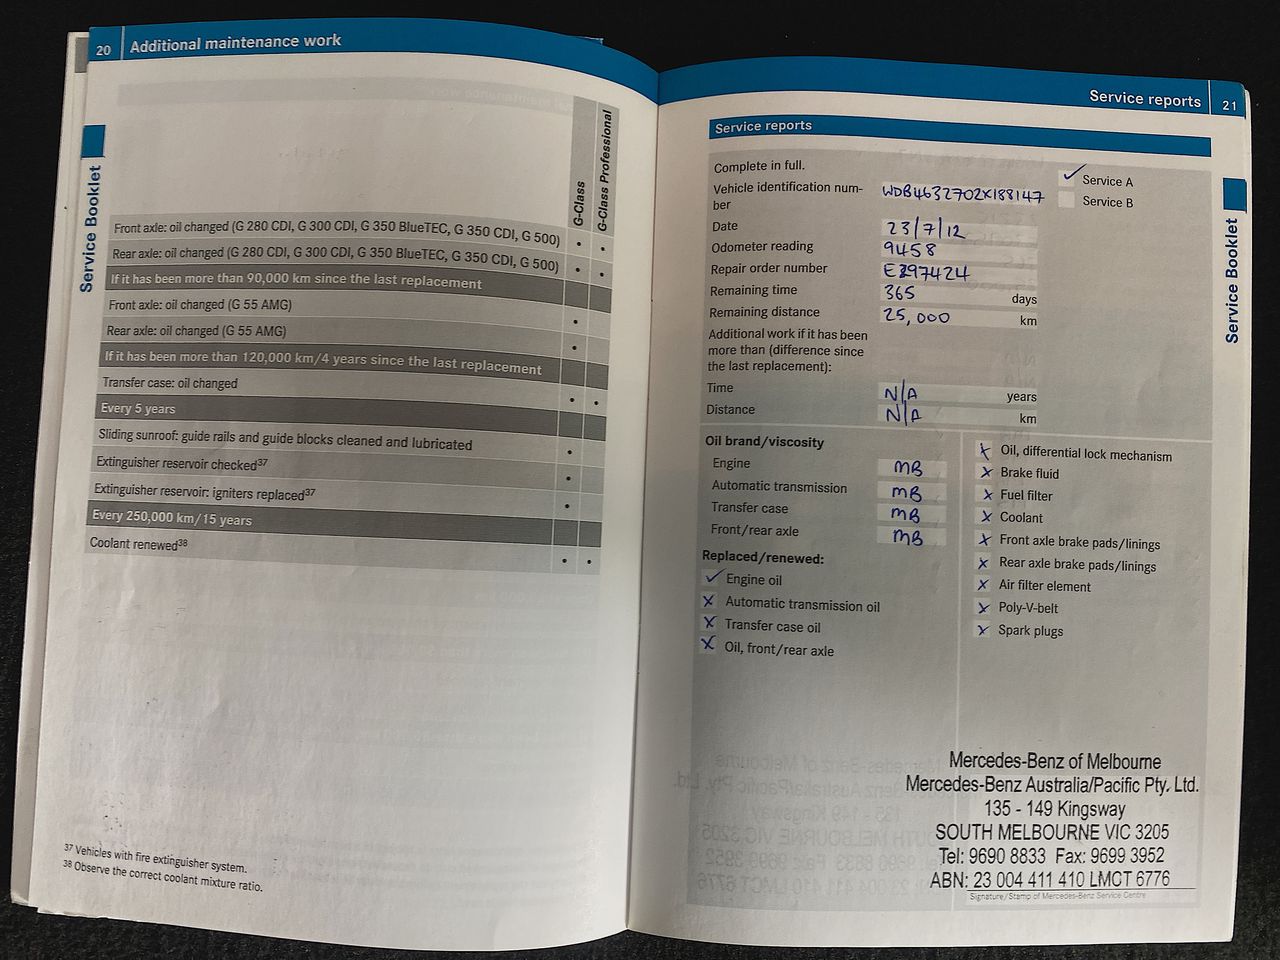 20 Additional maintenance work
Service Booklet
G-Class
G-Class Professional
Front axle: oil changed (G 280 CDI, G 300 CDI, G 350 BlueTEC, G 350 CDI, G 500) • •
Rear axle: oil changed (G 280 CDI, G 300 CDI, G 350 BlueTEC, G 350 CDI, G 500) • •
If it has been more than 90,000 km since the last replacement
Front axle: oil changed (G 55 AMG) •
Rear axle: oil changed (G 55 AMG) •
If it has been more than 120,000 km/4 years since the last replacement
Transfer case: oil changed • •
Every 5 years
Sliding sunroof: guide rails and guide blocks cleaned and lubricated •
Extinguisher reservoir checked37 •
Extinguisher reservoir: igniters replaced37 •
Every 250,000 km/15 years
Coolant renewed38 • •
37 Vehicles with fire extinguisher system.
38 Observe the correct coolant mixture ratio.
Service reports 21
Service Booklet
Service reports
Complete in full.
✓ Service A
Service B
Vehicle identification num-
ber WDB4632702X188147
Date 23/7/12
Odometer reading 9458
Repair order number E297424
Remaining time 365 days
Remaining distance 25,000 km
Additional work if it has been
more than (difference since
the last replacement):
Time N/A years
Distance N/A km
Oil brand/viscosity
Engine MB
Automatic transmission MB
Transfer case MB
Front/rear axle MB
Replaced/renewed:
✓ Engine oil
X Automatic transmission oil
X Transfer case oil
X Oil, front/rear axle
X Oil, differential lock mechanism
X Brake fluid
X Fuel filter
X Coolant
X Front axle brake pads/linings
X Rear axle brake pads/linings
X Air filter element
X Poly-V-belt
X Spark plugs
Mercedes-Benz of Melbourne
Mercedes-Benz Australia/Pacific Pty. Ltd.
135 - 149 Kingsway
SOUTH MELBOURNE VIC 3205
Tel: 9690 8833 Fax: 9699 3952
ABN: 23 004 411 410 LMCT 6776
Signature/Stamp of Mercedes-Benz Service Centre